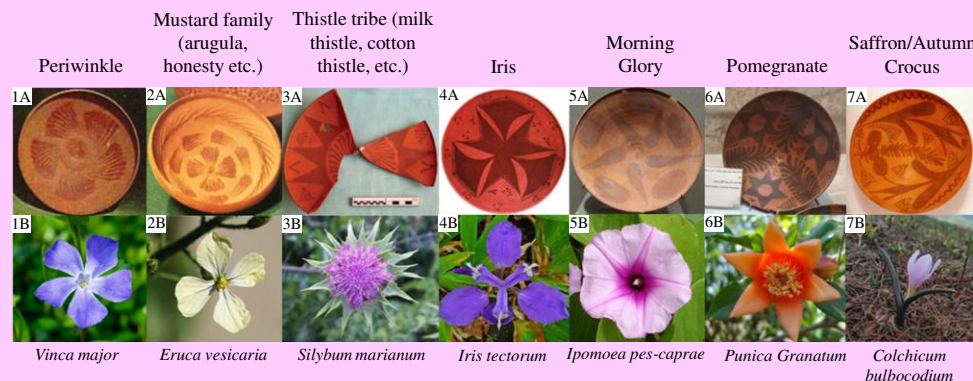 Periwinkle
Mustard family
(arugula,
honesty etc.)
Thistle tribe (milk
thistle, cotton
thistle, etc.)
Iris
Morning
Glory
Pomegranate
Saffron/Autumn
Crocus
1A
2A
3A
4A
5A
6A
7A
1B
2B
3B
4B
5B
6B
7B
Vinca major
Eruca vesicaria
Silybum marianum
Iris tectorum
Ipomoea pes-caprae
Punica Granatum
Colchicum
bulbocodium